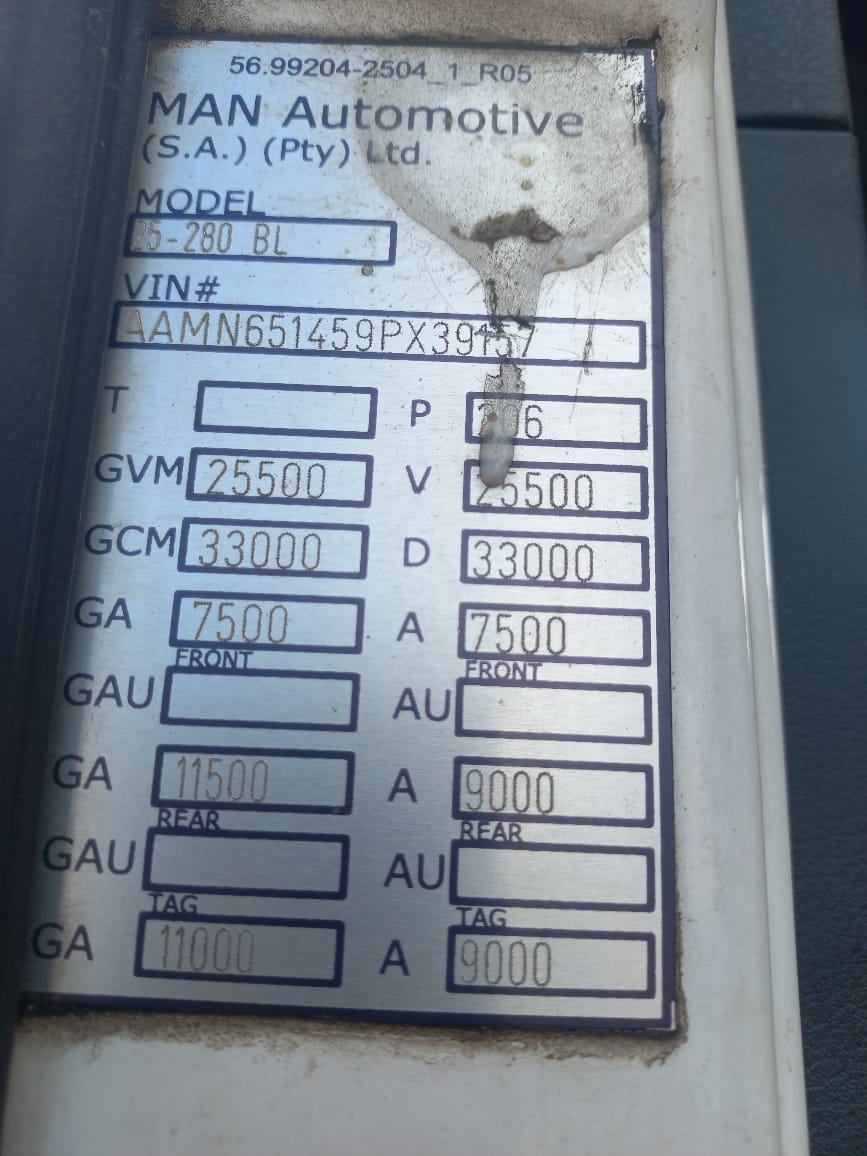 56.99204-2504_1_R05
MAN Automotive
(S.A.) (Pty) Ltd.
MODEL
25-280 BL
VIN#
AAMN651459PX39157
T P
GVM 25500 V 25500
GCM 33000 D 33000
GA 7500 A 7500
FRONT FRONT
GAU AU
GA 11500 A 9000
REAR REAR
GAU AU
TAG TAG
GA 11000 A 9000